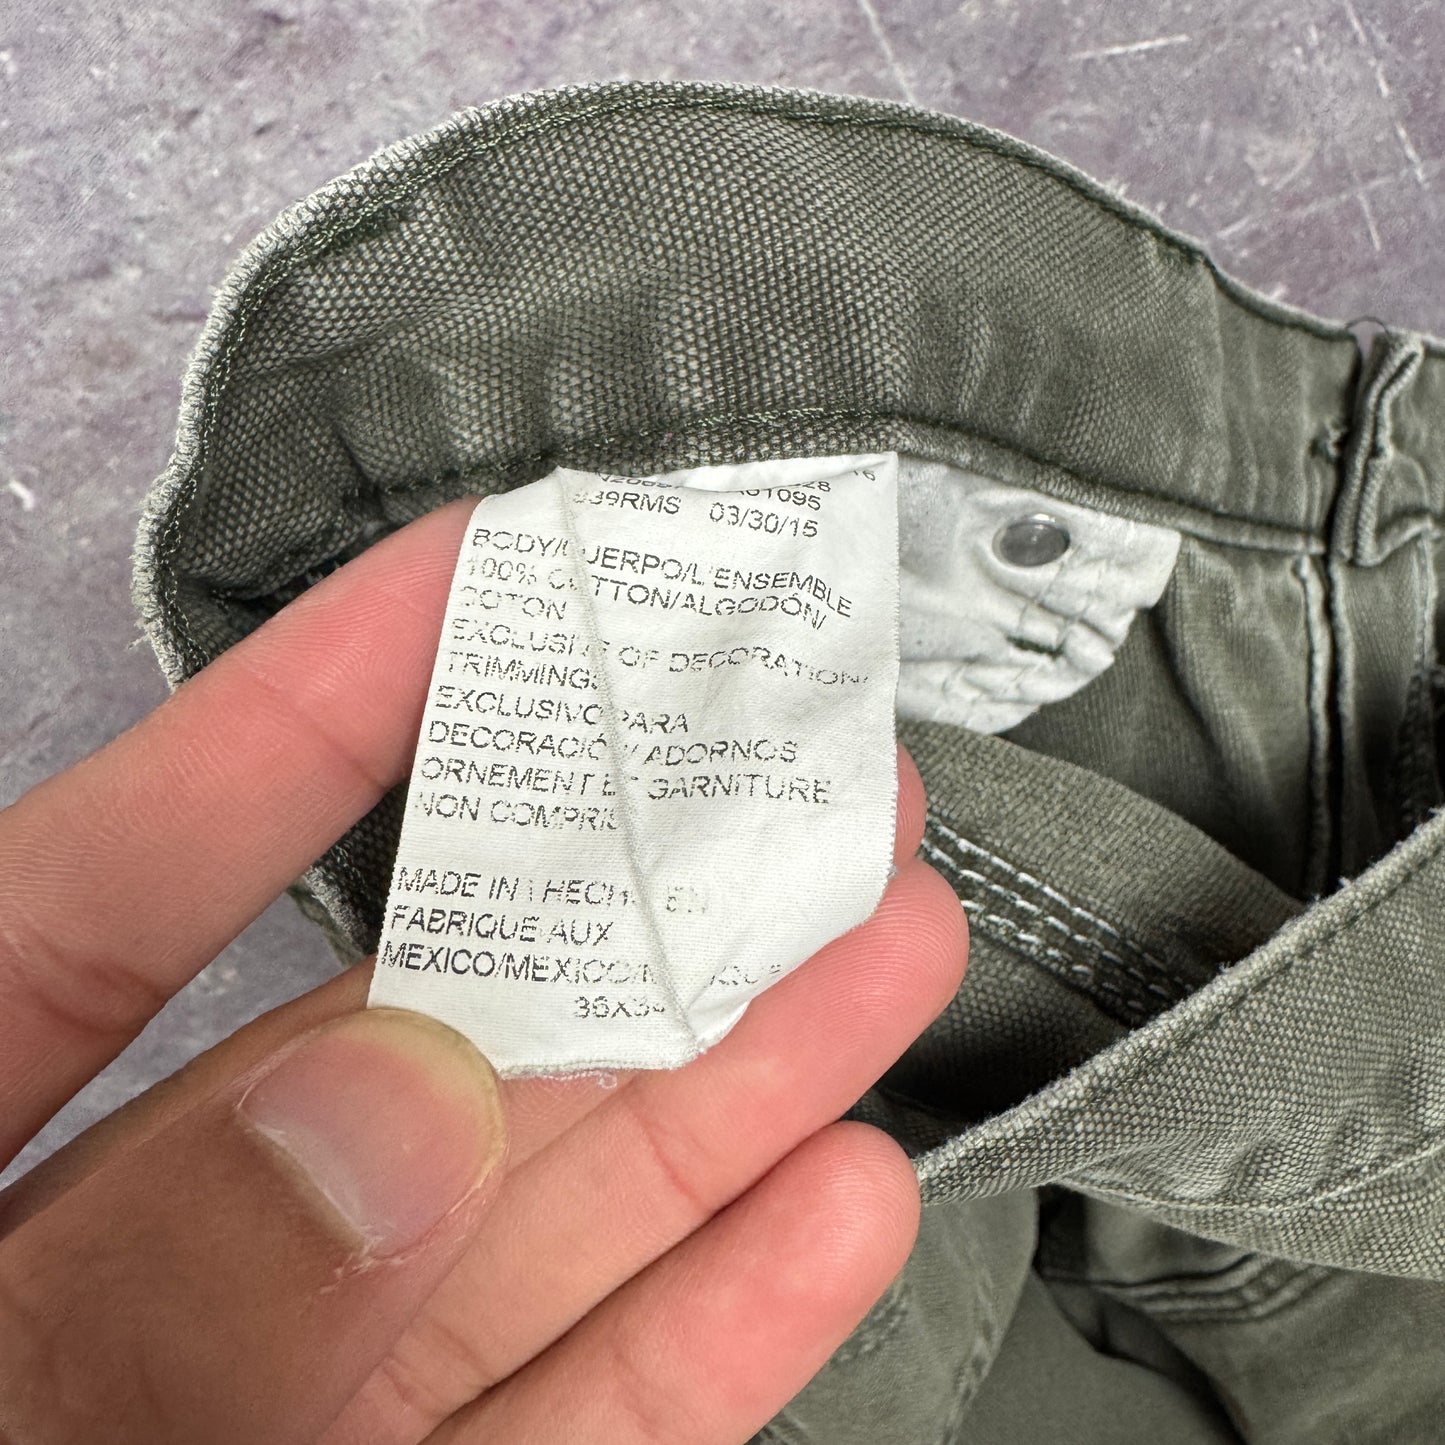 03/30/15
BODY/CUERPO/L'ENSEMBLE
100% COTTON/ALGODÓN/
COTON
EXCLUSIVE OF DECORATION/
TRIMMINGS
EXCLUSIVO PARA
DECORACIÓN/ ADORNOS
ORNEMENT ET GARNITURE
NON COMPRIS
MADE IN / HECHO EN
FABRIQUE AUX
MEXICO/MEXICO/MEXIQUE